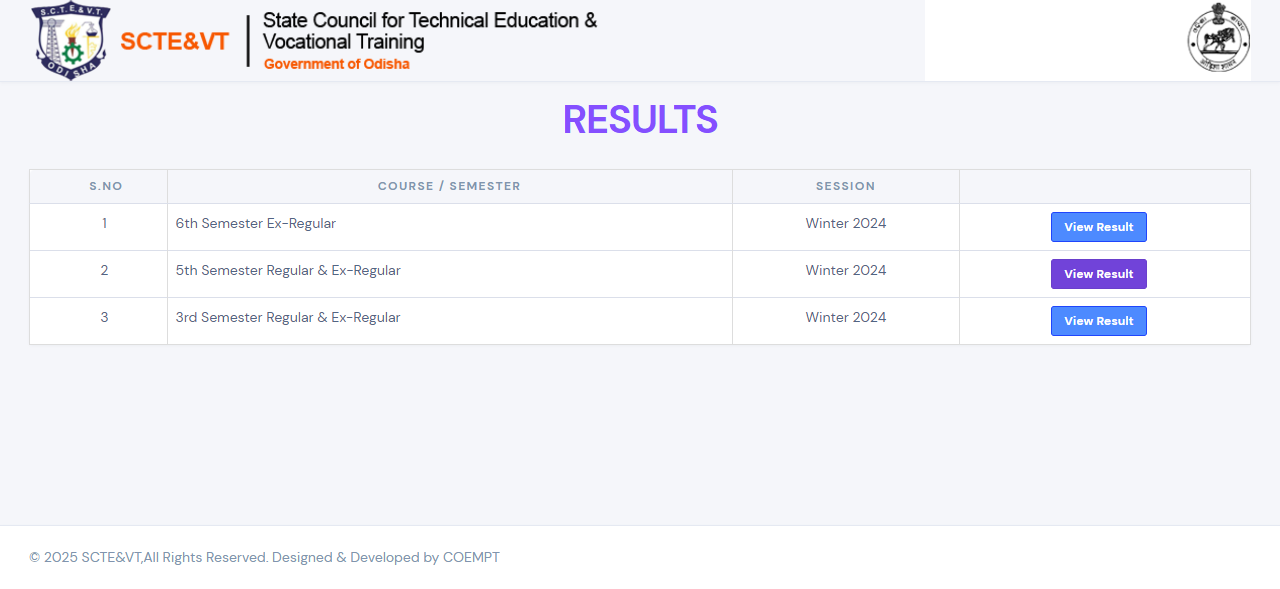 S.C.T.E.& V.T.
ODISHA
SCTE&VT
State Council for Technical Education &
Vocational Training
Government of Odisha
RESULTS
S.NO COURSE / SEMESTER SESSION
1 6th Semester Ex-Regular Winter 2024 View Result
2 5th Semester Regular & Ex-Regular Winter 2024 View Result
3 3rd Semester Regular & Ex-Regular Winter 2024 View Result
© 2025 SCTE&VT,All Rights Reserved. Designed & Developed by COEMPT